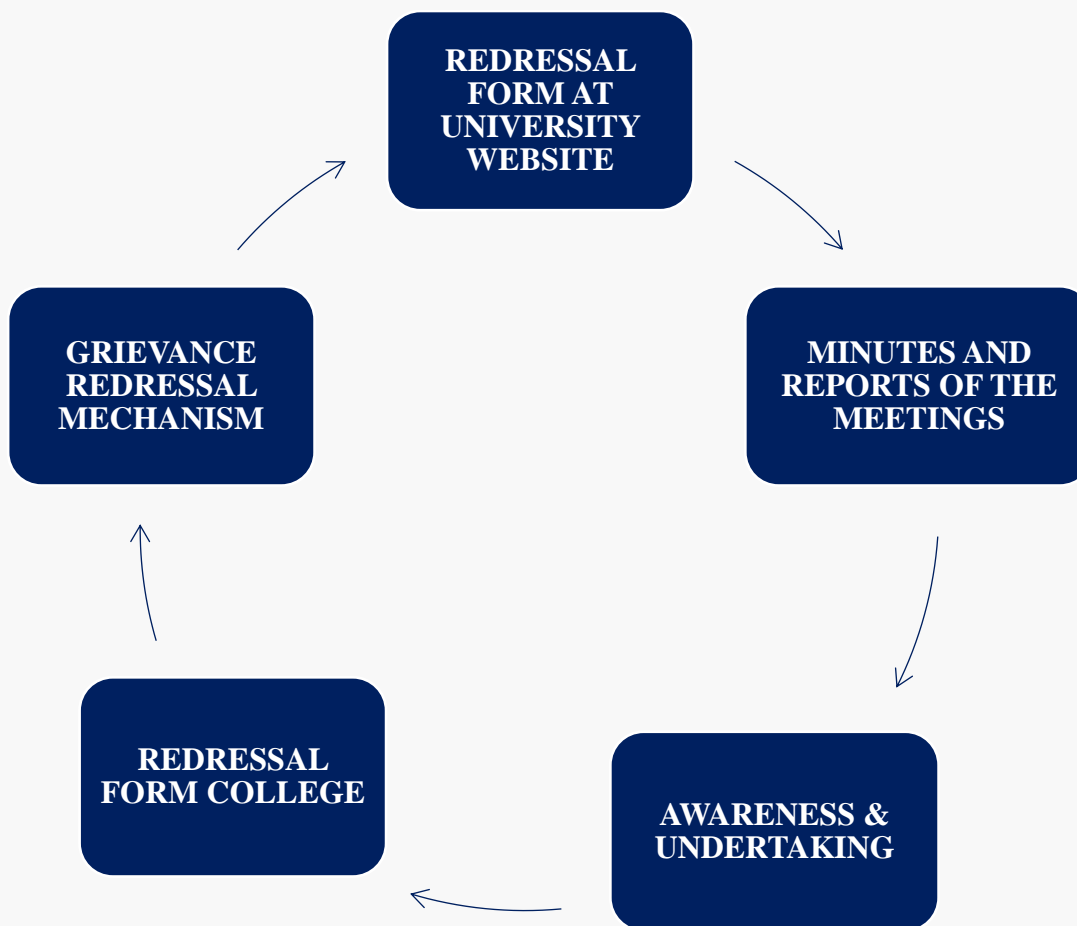 REDRESSAL
FORM AT
UNIVERSITY
WEBSITE
MINUTES AND
REPORTS OF THE
MEETINGS
AWARENESS &
UNDERTAKING
REDRESSAL
FORM COLLEGE
GRIEVANCE
REDRESSAL
MECHANISM